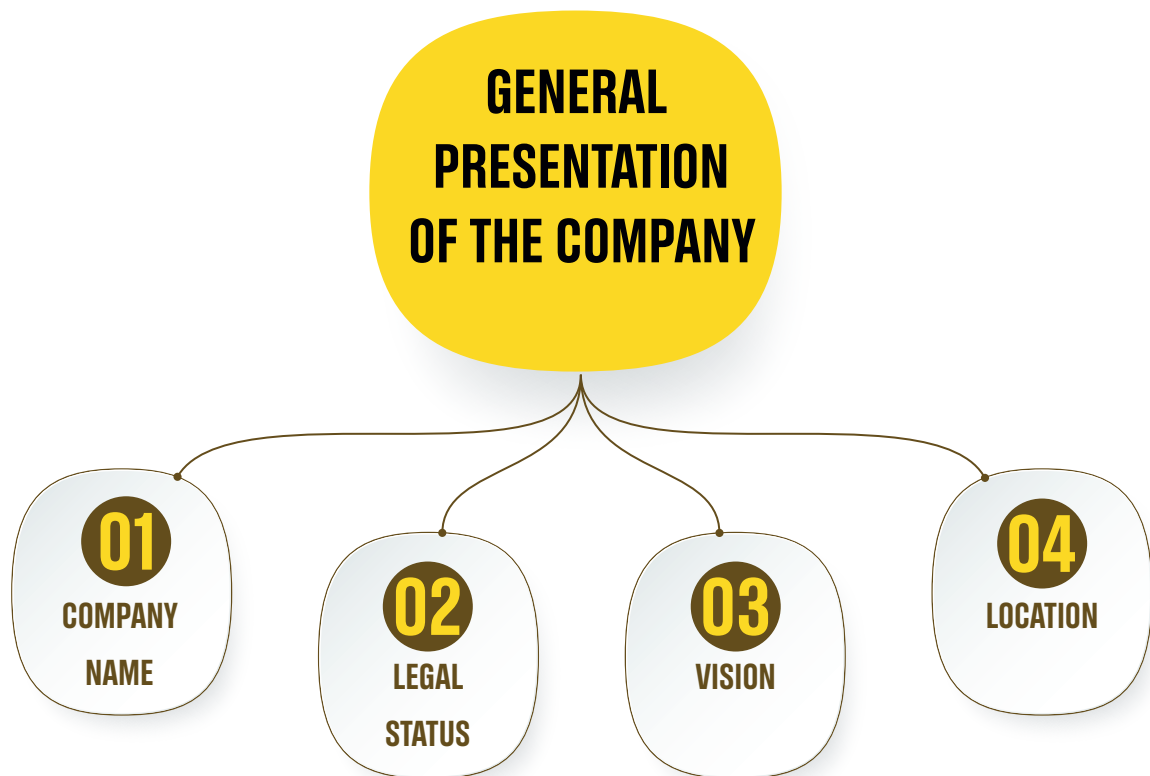 GENERAL
PRESENTATION
OF THE COMPANY
01
COMPANY
NAME
02
LEGAL
STATUS
03
VISION
04
LOCATION